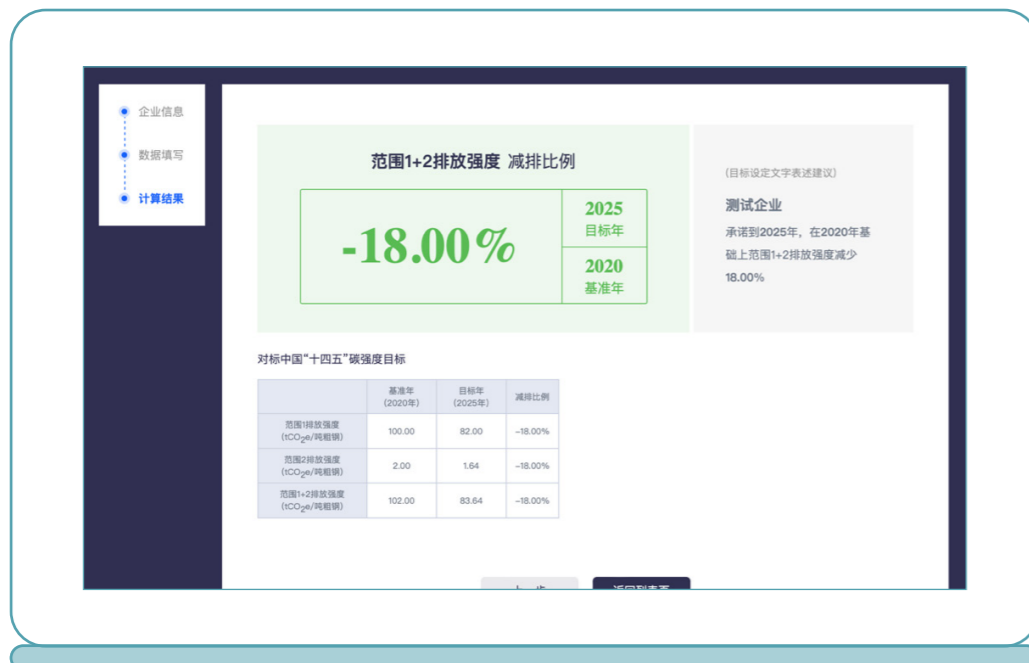 企业信息
数据填写
计算结果
范围1+2排放强度 减排比例
-18.00%
2025
目标年
2020
基准年
(目标设定文字表述建议)
测试企业
承诺到2025年，在2020年基
础上范围1+2排放强度减少
18.00%
对标中国“十四五”碳强度目标
基准年 (2020年) 目标年 (2025年) 减排比例
范围1排放强度 (tCO2e/吨粗钢) 100.00 82.00 -18.00%
范围2排放强度 (tCO2e/吨粗钢) 2.00 1.64 -18.00%
范围1+2排放强度 (tCO2e/吨粗钢) 102.00 83.64 -18.00%